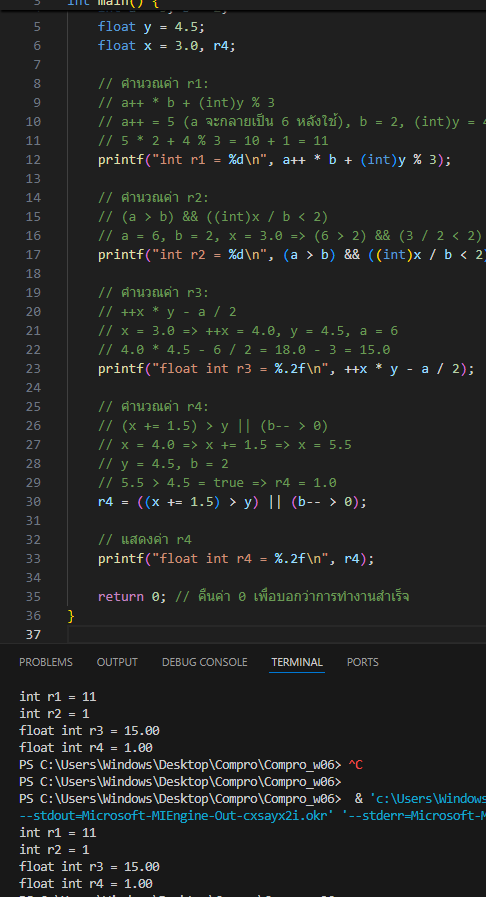 3 int main() {
5 float y = 4.5;
6 float x = 3.0, r4;
7
8 // คำนวณค่า r1:
9 // a++ * b + (int)y % 3
10 // a++ = 5 (a จะกลายเป็น 6 หลังใช้), b = 2, (int)y = 4
11 // 5 * 2 + 4 % 3 = 10 + 1 = 11
12 printf("int r1 = %d\n", a++ * b + (int)y % 3);
13
14 // คำนวณค่า r2:
15 // (a > b) && ((int)x / b < 2)
16 // a = 6, b = 2, x = 3.0 => (6 > 2) && (3 / 2 < 2)
17 printf("int r2 = %d\n", (a > b) && ((int)x / b < 2)
18
19 // คำนวณค่า r3:
20 // ++x * y - a / 2
21 // x = 3.0 => ++x = 4.0, y = 4.5, a = 6
22 // 4.0 * 4.5 - 6 / 2 = 18.0 - 3 = 15.0
23 printf("float int r3 = %.2f\n", ++x * y - a / 2);
24
25 // คำนวณค่า r4:
26 // (x += 1.5) > y || (b-- > 0)
27 // x = 4.0 => x += 1.5 => x = 5.5
28 // y = 4.5, b = 2
29 // 5.5 > 4.5 = true => r4 = 1.0
30 r4 = ((x += 1.5) > y) || (b-- > 0);
31
32 // แสดงค่า r4
33 printf("float int r4 = %.2f\n", r4);
34
35 return 0; // คืนค่า 0 เพื่อบอกว่าการทำงานสำเร็จ
36 }
37
PROBLEMS OUTPUT DEBUG CONSOLE TERMINAL PORTS
int r1 = 11
int r2 = 1
float int r3 = 15.00
float int r4 = 1.00
PS C:\Users\Windows\Desktop\Compro\Compro_w06> ^C
PS C:\Users\Windows\Desktop\Compro\Compro_w06>
PS C:\Users\Windows\Desktop\Compro\Compro_w06> & 'c:\Users\Windows
--stdout=Microsoft-MIEngine-Out-cxsayx2i.okr' '--stderr=Microsoft-M
int r1 = 11
int r2 = 1
float int r3 = 15.00
float int r4 = 1.00